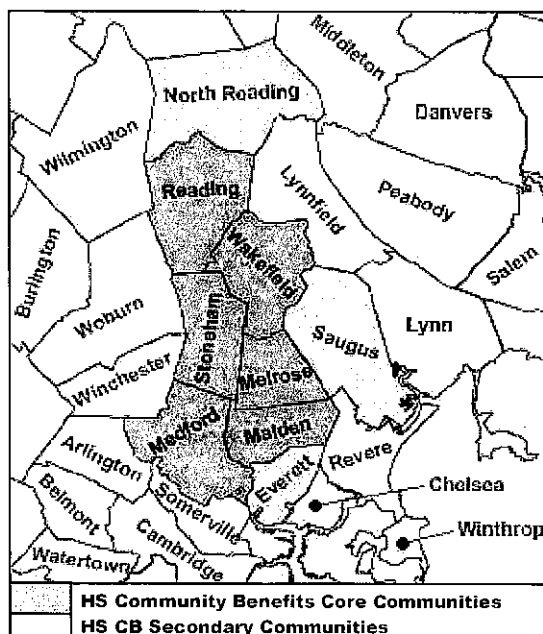 Middleton
North Reading
Danvers
Wilmington
Reading
Lynnfield
Peabody
Wakefield
Salem
Burlington
Woburn
Stoneham
Saugus
Lynn
Winchester
Melrose
Medford
Malden
Arlington
Everett
Revere
Chelsea
Belmont
Somerville
Cambridge
Winthrop
Watertown
HS Community Benefits Core Communities
HS CB Secondary Communities